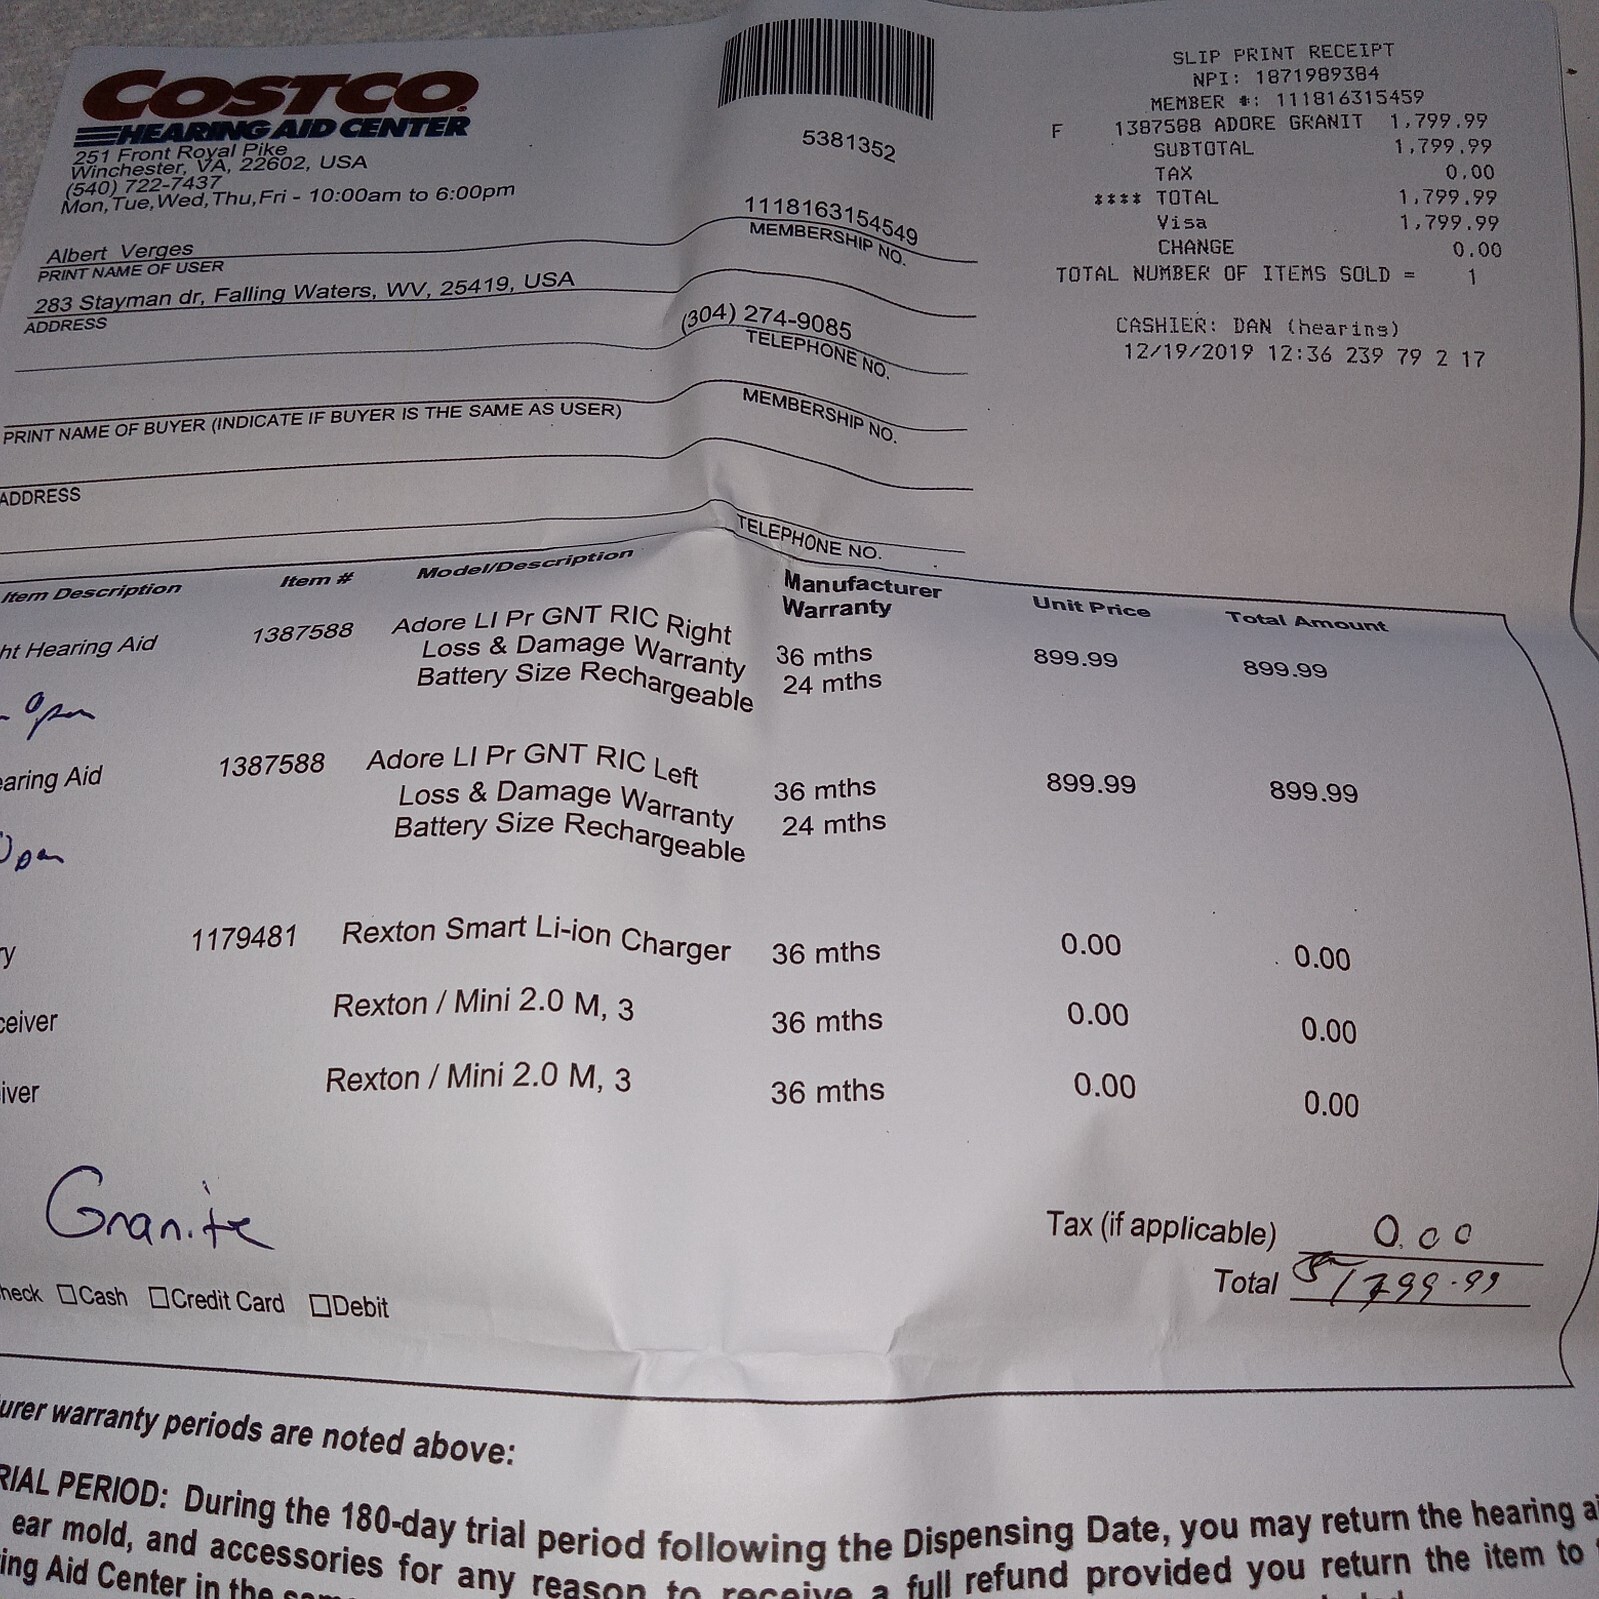 COSTCO
HEARING AID CENTER
251 Front Royal Pike
Winchester, VA, 22602, USA
(540) 722-7437
Mon,Tue,Wed,Thu,Fri - 10:00am to 6:00pm
5381352
SLIP PRINT RECEIPT
NPI: 1871989384
MEMBER #: 111816315459
F 1387588 ADORE GRANIT 1,799.99
SUBTOTAL 1,799.99
TAX 0.00
**** TOTAL 1,799.99
Visa 1,799.99
CHANGE 0.00
TOTAL NUMBER OF ITEMS SOLD = 1
CASHIER: DAN (hearing)
12/19/2019 12:36 239 79 2 17
Albert Verges 1118163154549
PRINT NAME OF USER MEMBERSHIP NO.
283 Stayman dr, Falling Waters, WV, 25419, USA
ADDRESS
(304) 274-9085
TELEPHONE NO.
PRINT NAME OF BUYER (INDICATE IF BUYER IS THE SAME AS USER) MEMBERSHIP NO.
ADDRESS
TELEPHONE NO.
Item Description Item # Model/Description Manufacturer Warranty Unit Price Total Amount
ht Hearing Aid 1387588 Adore LI Pr GNT RIC Right 36 mths 899.99 899.99
Loss & Damage Warranty 24 mths
Battery Size Rechargeable
Open
earing Aid 1387588 Adore LI Pr GNT RIC Left 36 mths 899.99 899.99
Loss & Damage Warranty 24 mths
Battery Size Rechargeable
Open
ry 1179481 Rexton Smart Li-ion Charger 36 mths 0.00 0.00
ceiver Rexton / Mini 2.0 M, 3 36 mths 0.00 0.00
iver Rexton / Mini 2.0 M, 3 36 mths 0.00 0.00
Granite
Tax (if applicable) 0.00
Total $1799.99
heck Cash Credit Card Debit
urer warranty periods are noted above:
RIAL PERIOD: During the 180-day trial period following the Dispensing Date, you may return the hearing ai
ear mold, and accessories for any reason to receive a full refund provided you return the item to
ing Aid Center in the